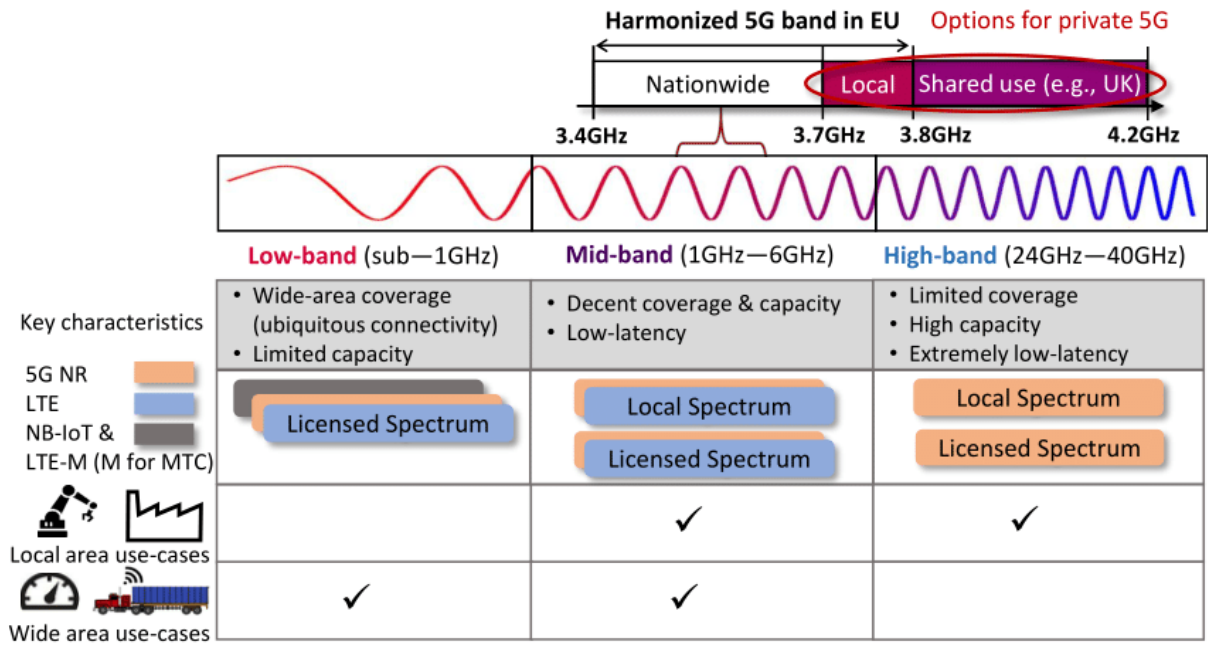 Harmonized 5G band in EU
Options for private 5G
Nationwide
Local
Shared use (e.g., UK)
3.4GHz
3.7GHz
3.8GHz
4.2GHz
Low-band (sub—1GHz)
Mid-band (1GHz—6GHz)
High-band (24GHz—40GHz)
Key characteristics
• Wide-area coverage
(ubiquitous connectivity)
• Limited capacity
• Decent coverage & capacity
• Low-latency
• Limited coverage
• High capacity
• Extremely low-latency
5G NR
LTE
NB-IoT &
LTE-M (M for MTC)
Licensed Spectrum
Local Spectrum
Licensed Spectrum
Local Spectrum
Licensed Spectrum
Local area use-cases
✓
✓
Wide area use-cases
✓
✓